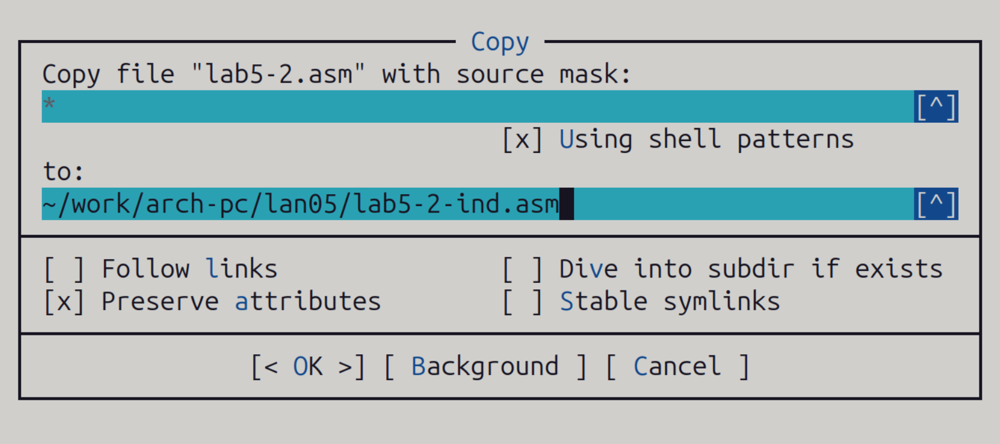 Copy
Copy file "lab5-2.asm" with source mask:
* [^]
[x] Using shell patterns
to:
~/work/arch-pc/lan05/lab5-2-ind.asm [^]
[ ] Follow links [ ] Dive into subdir if exists
[x] Preserve attributes [ ] Stable symlinks
[< OK >] [ Background ] [ Cancel ]